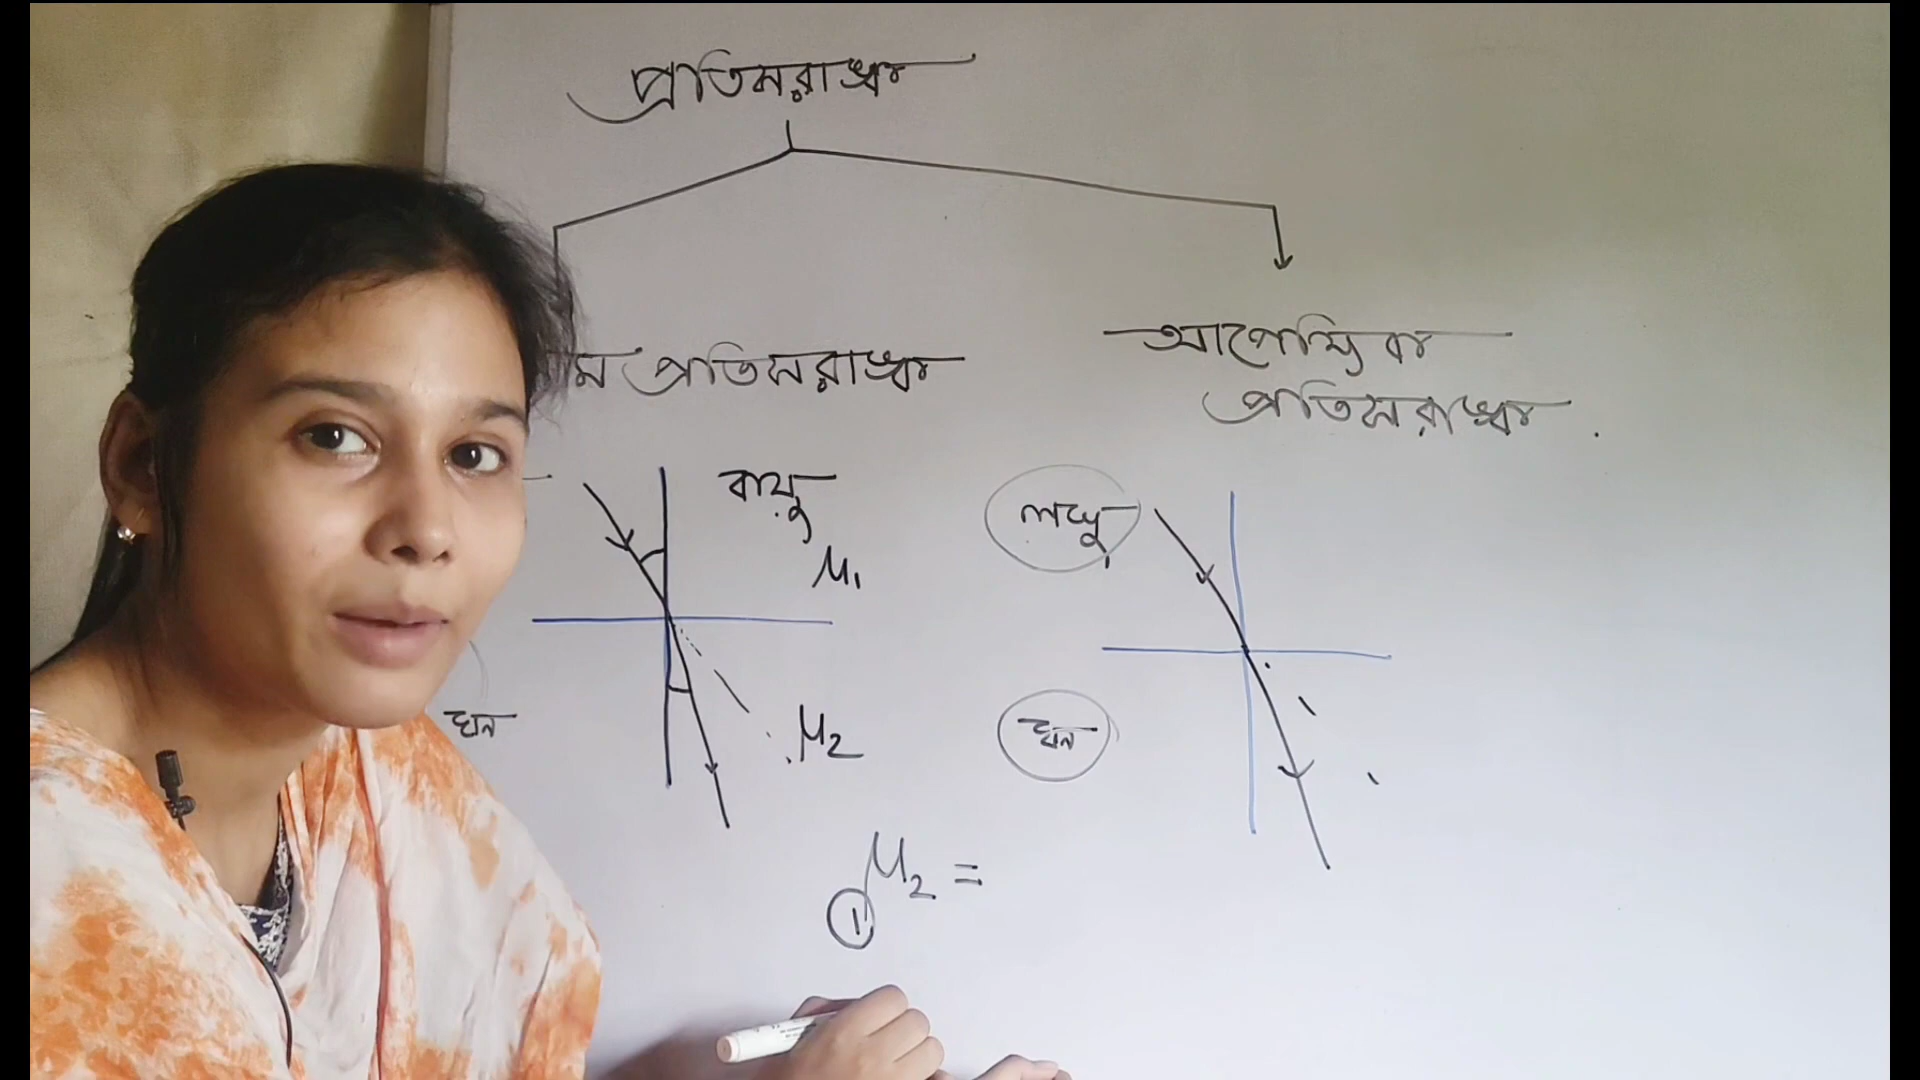 প্রতিসরাঙ্ক
ম প্রতিসরাঙ্ক
আপেক্ষিক
প্রতিসরাঙ্ক
বায়ু
μ₁
ঘন
μ₂
লঘু
ঘন
₁μ₂ =